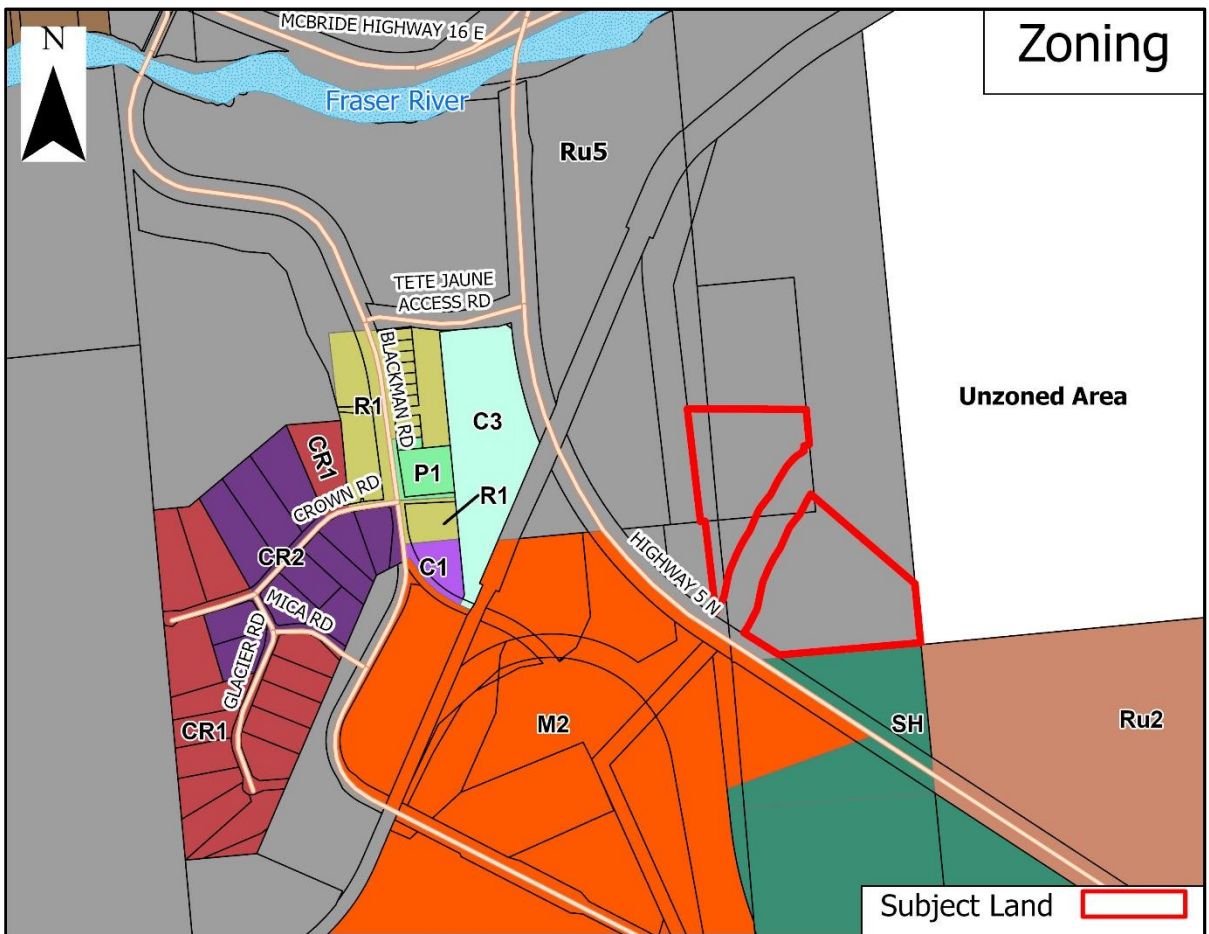 MCBRIDE HIGHWAY 16 E
Zoning
N
Fraser River
Ru5
TETE JAUNE
ACCESS RD
BLACKMAN RD
Unzoned Area
R1
C3
CR1
P1
CROWN RD
R1
HIGHWAY 5 N
CR2
C1
MICA RD
GLACIER RD
CR1
M2
SH
Ru2
Subject Land